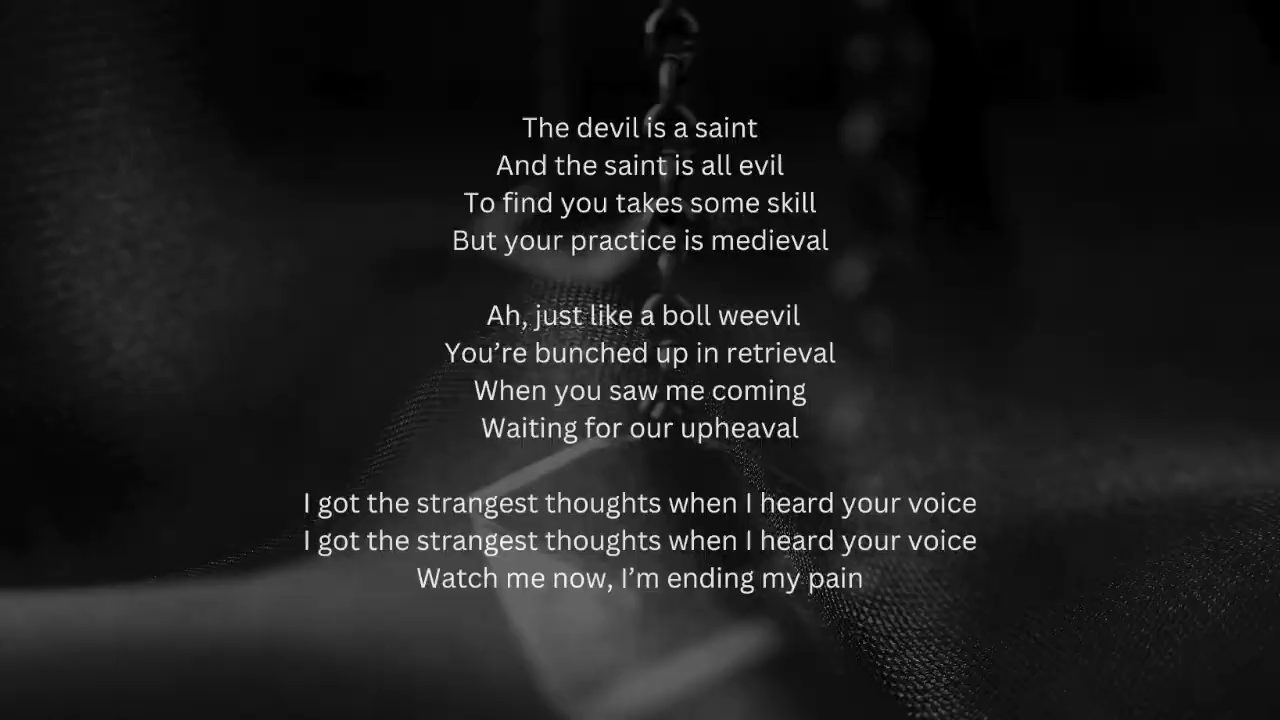 The devil is a saint
And the saint is all evil
To find you takes some skill
But your practice is medieval
Ah, just like a boll weevil
You’re bunched up in retrieval
When you saw me coming
Waiting for our upheaval
I got the strangest thoughts when I heard your voice
I got the strangest thoughts when I heard your voice
Watch me now, I’m ending my pain